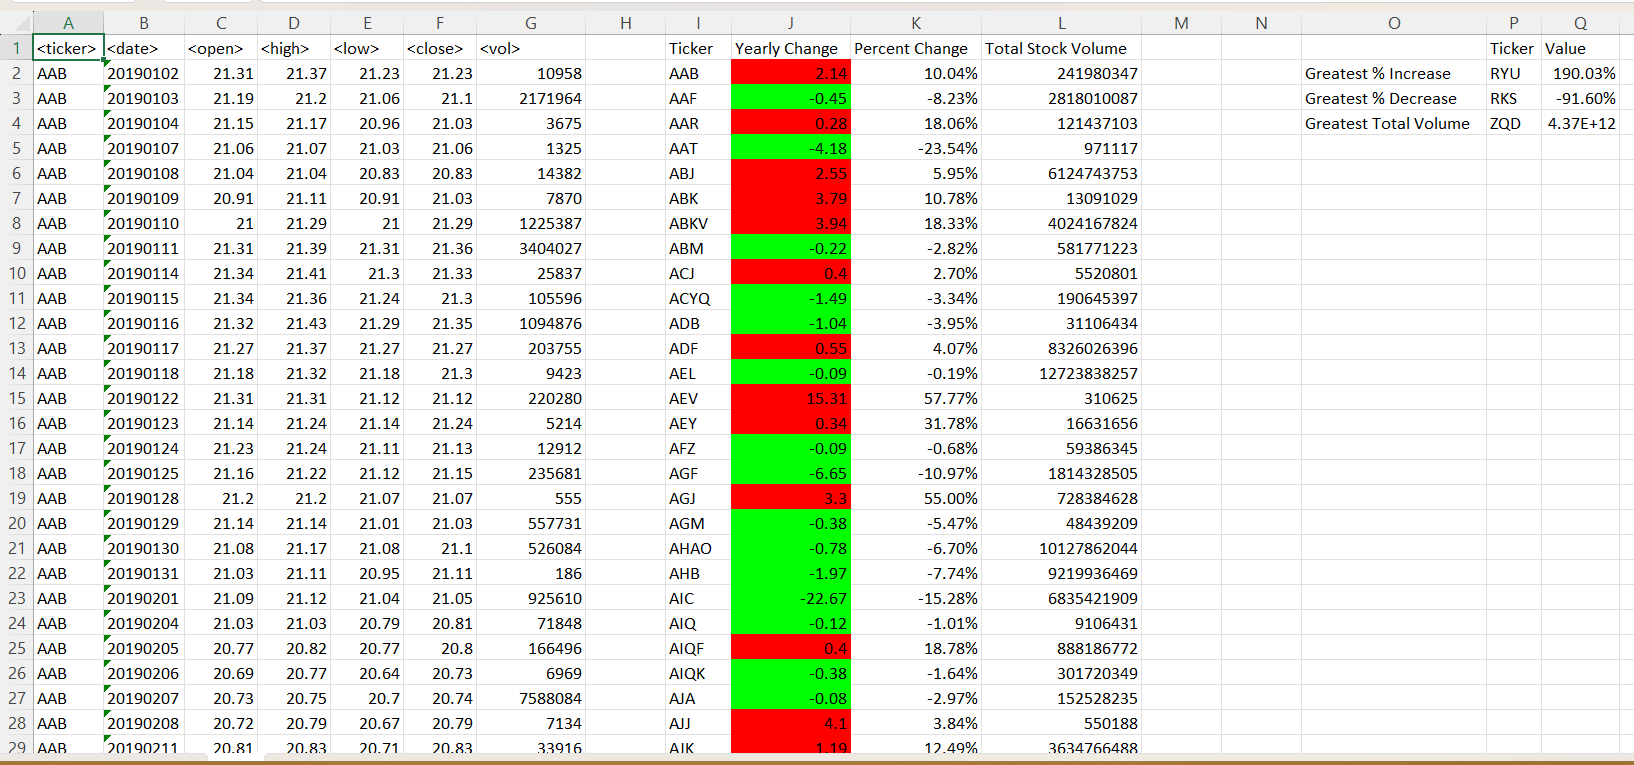 A B C D E F G H I J K L M N O P Q
1 <ticker> <date> <open> <high> <low> <close> <vol> Ticker Yearly Change Percent Change Total Stock Volume Ticker Value
2 AAB 20190102 21.31 21.37 21.23 21.23 10958 AAB 2.14 10.04% 241980347 Greatest % Increase RYU 190.03%
3 AAB 20190103 21.19 21.2 21.06 21.1 2171964 AAF -0.45 -8.23% 2818010087 Greatest % Decrease RKS -91.60%
4 AAB 20190104 21.15 21.17 20.96 21.03 3675 AAR 0.28 18.06% 121437103 Greatest Total Volume ZQD 4.37E+12
5 AAB 20190107 21.06 21.07 21.03 21.06 1325 AAT -4.18 -23.54% 971117
6 AAB 20190108 21.04 21.04 20.83 20.83 14382 ABJ 2.55 5.95% 6124743753
7 AAB 20190109 20.91 21.11 20.91 21.03 7870 ABK 3.79 10.78% 13091029
8 AAB 20190110 21 21.29 21 21.29 1225387 ABKV 3.94 18.33% 4024167824
9 AAB 20190111 21.31 21.39 21.31 21.36 3404027 ABM -0.22 -2.82% 581771223
10 AAB 20190114 21.34 21.41 21.3 21.33 25837 ACJ 0.4 2.70% 5520801
11 AAB 20190115 21.34 21.36 21.24 21.3 105596 ACYQ -1.49 -3.34% 190645397
12 AAB 20190116 21.32 21.43 21.29 21.35 1094876 ADB -1.04 -3.95% 31106434
13 AAB 20190117 21.27 21.37 21.27 21.27 203755 ADF 0.55 4.07% 8326026396
14 AAB 20190118 21.18 21.32 21.18 21.3 9423 AEL -0.09 -0.19% 12723838257
15 AAB 20190122 21.31 21.31 21.12 21.12 220280 AEV 15.31 57.77% 310625
16 AAB 20190123 21.14 21.24 21.14 21.24 5214 AEY 0.34 31.78% 16631656
17 AAB 20190124 21.23 21.24 21.11 21.13 12912 AFZ -0.09 -0.68% 59386345
18 AAB 20190125 21.16 21.22 21.12 21.15 235681 AGF -6.65 -10.97% 1814328505
19 AAB 20190128 21.2 21.2 21.07 21.07 555 AGJ 3.3 55.00% 728384628
20 AAB 20190129 21.14 21.14 21.01 21.03 557731 AGM -0.38 -5.47% 48439209
21 AAB 20190130 21.08 21.17 21.08 21.1 526084 AHAO -0.78 -6.70% 10127862044
22 AAB 20190131 21.03 21.11 20.95 21.11 186 AHB -1.97 -7.74% 9219936469
23 AAB 20190201 21.09 21.12 21.04 21.05 925610 AIC -22.67 -15.28% 6835421909
24 AAB 20190204 21.03 21.03 20.79 20.81 71848 AIQ -0.12 -1.01% 9106431
25 AAB 20190205 20.77 20.82 20.77 20.8 166496 AIQF 0.4 18.78% 888186772
26 AAB 20190206 20.69 20.77 20.64 20.73 6969 AIQK -0.38 -1.64% 301720349
27 AAB 20190207 20.73 20.75 20.7 20.74 7588084 AJA -0.08 -2.97% 152528235
28 AAB 20190208 20.72 20.79 20.67 20.79 7134 AJJ 4.1 3.84% 550188
29 AAB 20190211 20.81 20.83 20.71 20.83 33916 AJK 1.19 12.49% 3634766488